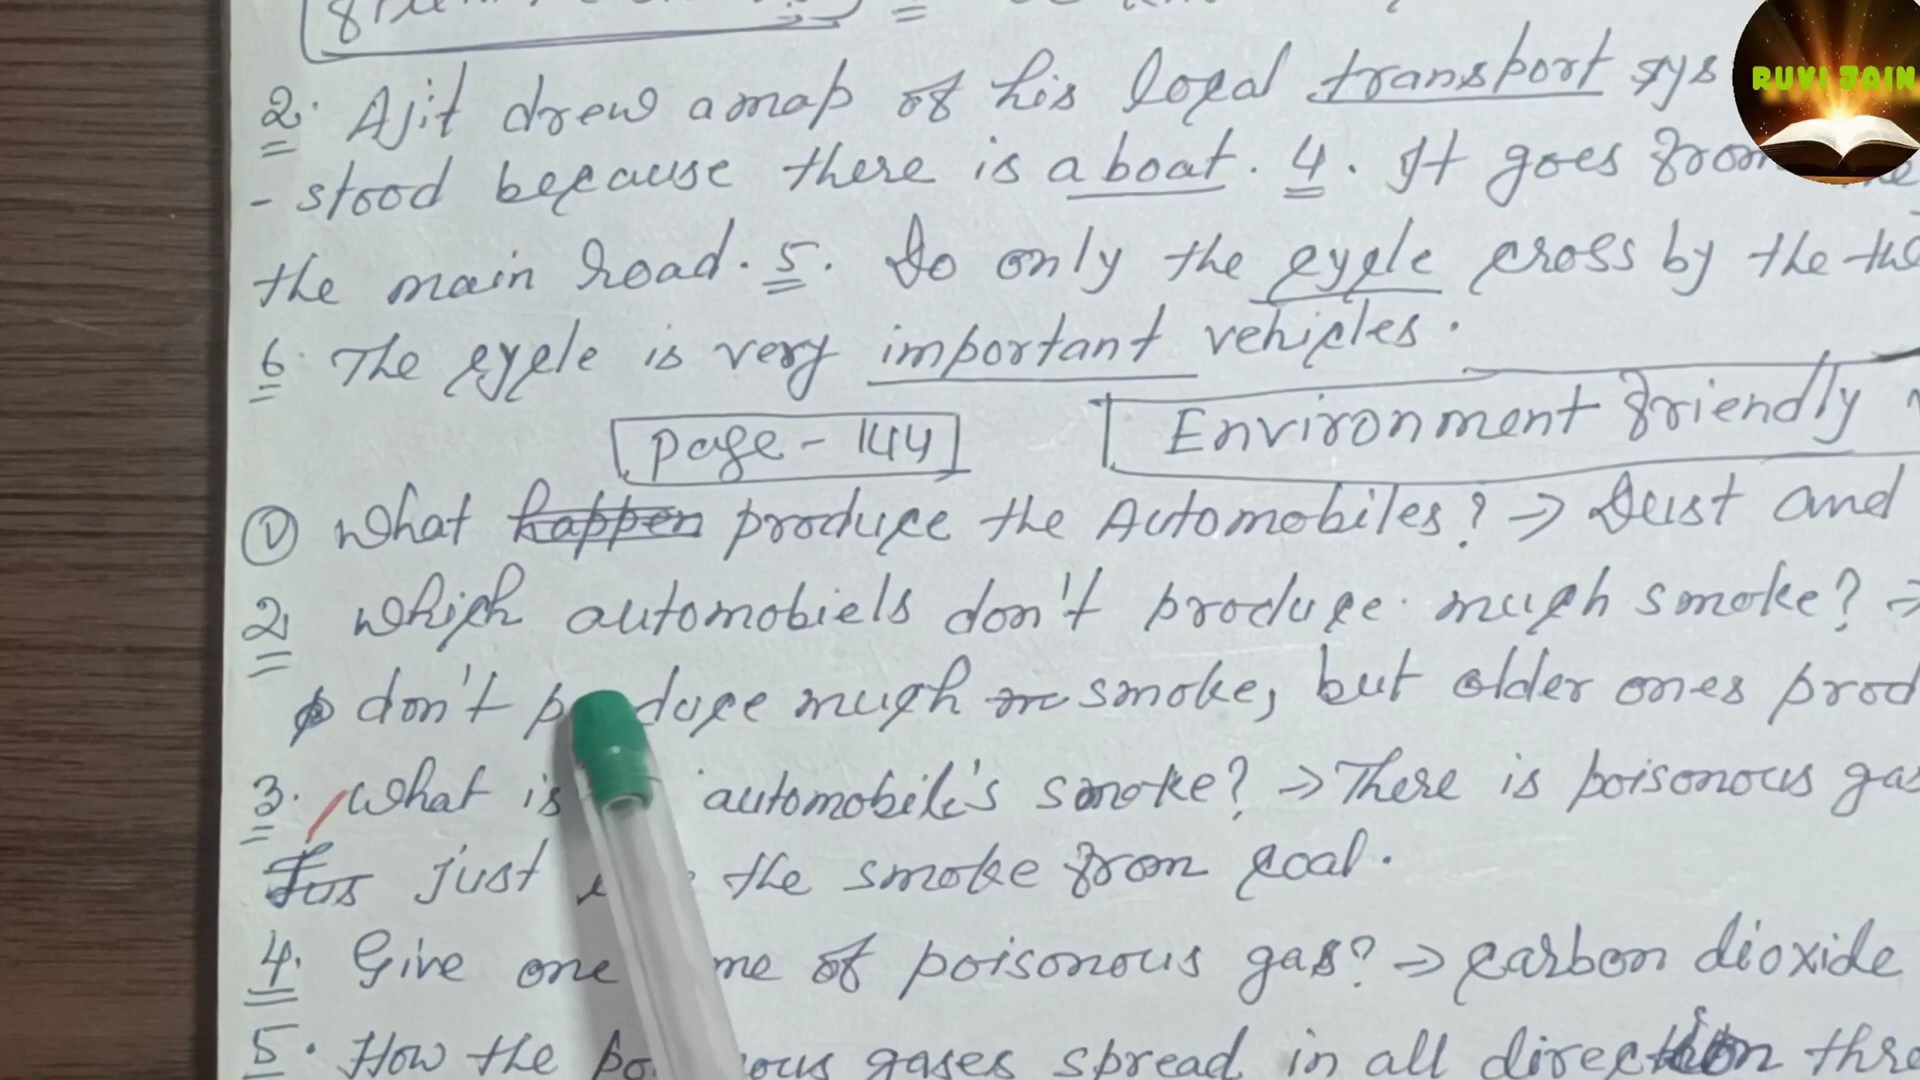 2. Ajit drew a map of his local transport sys
RUVI JAIN
- stood because there is a boat. 4. It goes from
the main road. 5. So only the cycle cross by the the
6. The cycle is very important vehicles.
Page - 144
Environment friendly
1 What happen produce the Automobiles? → Dust and
2 Which automobiels don't produce much smoke? →
don't produce much smoke, but older ones prod
3. What is automobile's smoke? → There is poisonous gas
just the smoke from coal.
4. Give one me of poisonous gas? → carbon dioxide
5. How the po ous gases spread in all direction thro